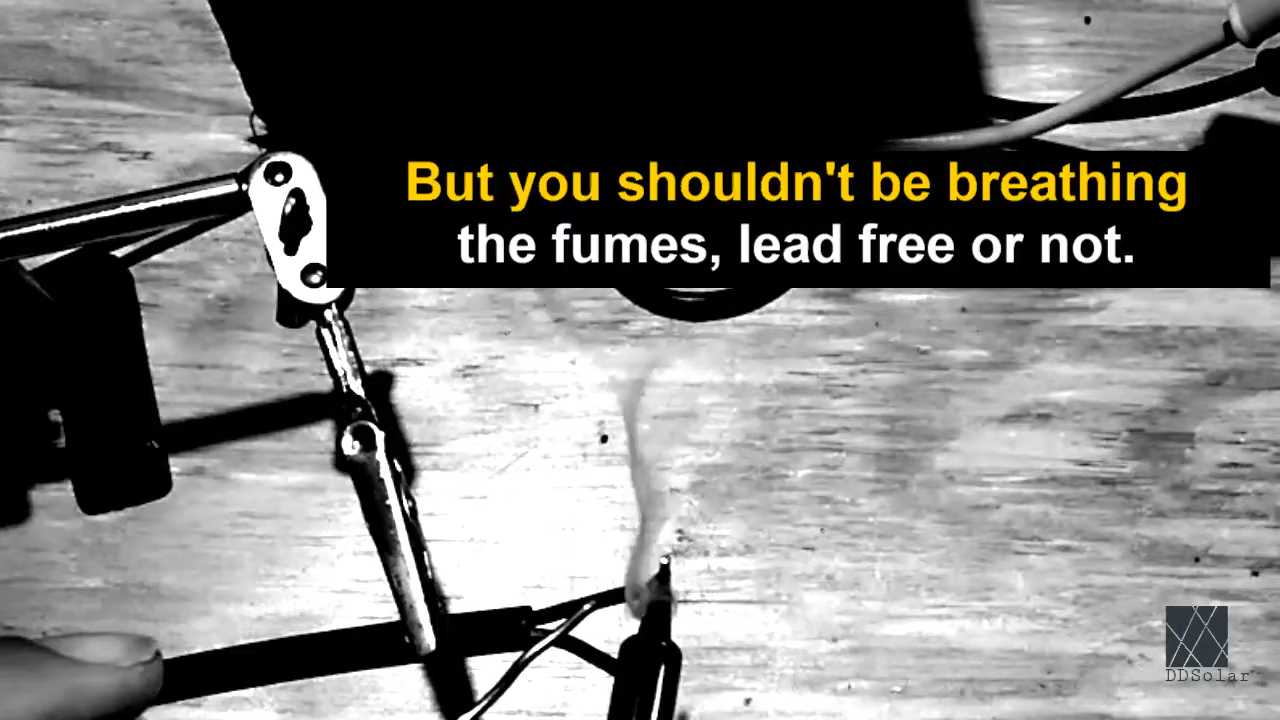 But you shouldn't be breathing
the fumes, lead free or not.
DDSolar